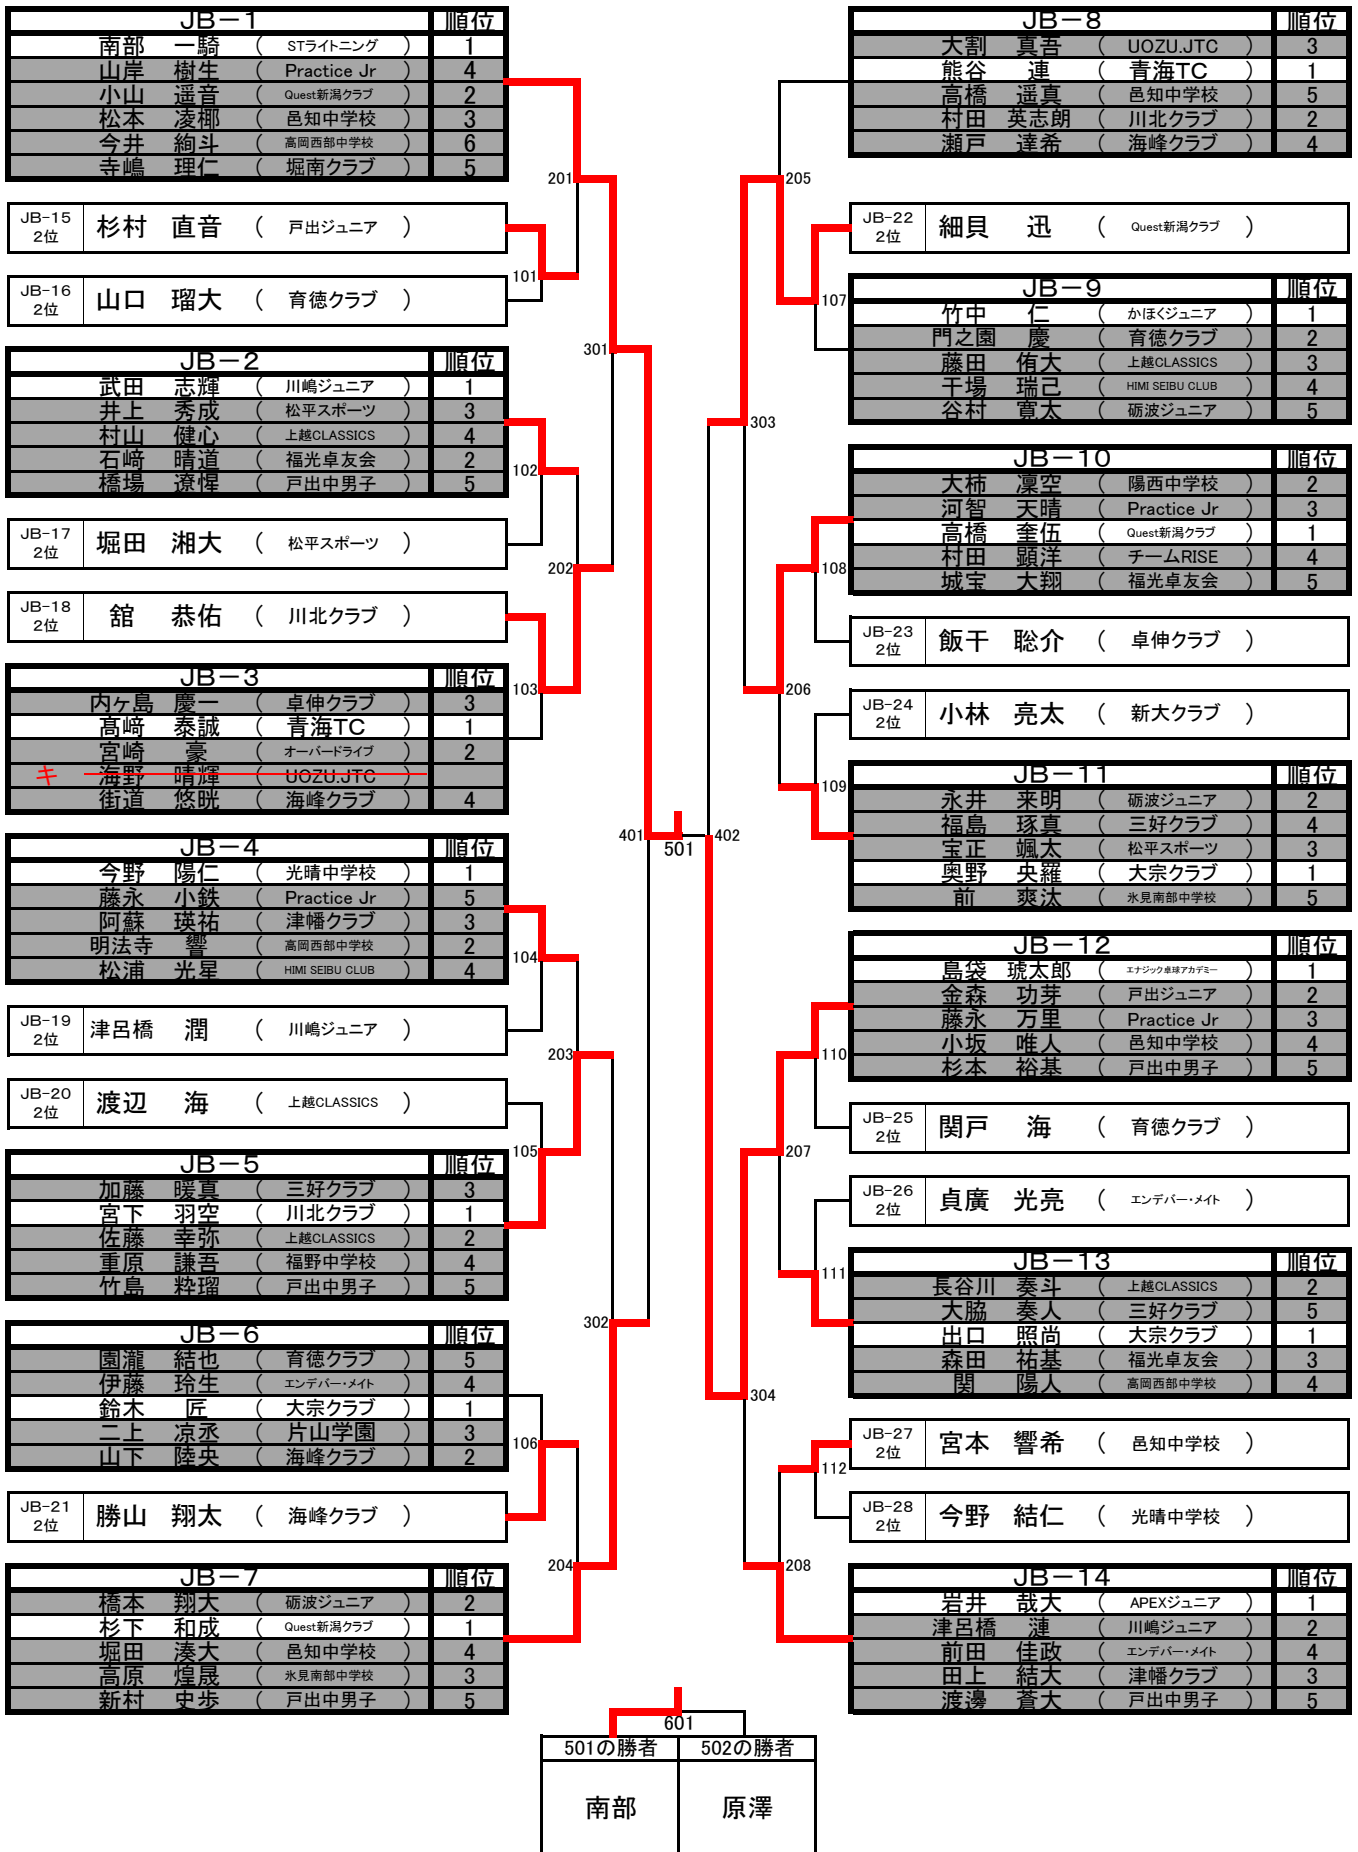 JB－1 順位
南部 一騎 （ STライトニング ） 1
山岸 樹生 （ Practice Jr ） 4
小山 遥音 （ Quest新潟クラブ ） 2
松本 凌椰 （ 邑知中学校 ） 3
今井 絢斗 （ 高岡西部中学校 ） 6
寺嶋 理仁 （ 堀南クラブ ） 5
201
JB-15 2位 杉村 直音 （ 戸出ジュニア ）
101
JB-16 2位 山口 瑠大 （ 育徳クラブ ）
301
JB－2 順位
武田 志輝 （ 川嶋ジュニア ） 1
井上 秀成 （ 松平スポーツ ） 3
村山 健心 （ 上越CLASSICS ） 4
石崎 晴道 （ 福光卓友会 ） 2
橋場 遼惺 （ 戸出中男子 ） 5
102
JB-17 2位 堀田 湘大 （ 松平スポーツ ）
202
JB-18 2位 舘 恭佑 （ 川北クラブ ）
JB－3 順位
103
内ヶ島 慶一 （ 卓伸クラブ ） 3
髙崎 泰誠 （ 青海TC ） 1
宮崎 豪 （ オーバードライブ ） 2
キ 海野 晴輝 （ UOZU.JTC ）
街道 悠晄 （ 海峰クラブ ） 4
401
501
402
JB－4 順位
今野 陽仁 （ 光晴中学校 ） 1
藤永 小鉄 （ Practice Jr ） 5
阿蘇 瑛祐 （ 津幡クラブ ） 3
明法寺 響 （ 高岡西部中学校 ） 2
松浦 光星 （ HIMI SEIBU CLUB ） 4
104
JB-19 2位 津呂橋 潤 （ 川嶋ジュニア ）
203
JB-20 2位 渡辺 海 （ 上越CLASSICS ）
105
JB－5 順位
加藤 暖真 （ 三好クラブ ） 3
宮下 羽空 （ 川北クラブ ） 1
佐藤 幸弥 （ 上越CLASSICS ） 2
重原 謙吾 （ 福野中学校 ） 4
竹島 粋瑠 （ 戸出中男子 ） 5
302
JB－6 順位
園瀧 結也 （ 育徳クラブ ） 5
伊藤 玲生 （ エンデバー・メイト ） 4
鈴木 匠 （ 大宗クラブ ） 1
二上 凉丞 （ 片山学園 ） 3
山下 陸央 （ 海峰クラブ ） 2
106
JB-21 2位 勝山 翔太 （ 海峰クラブ ）
204
JB－7 順位
橋本 翔大 （ 砺波ジュニア ） 2
杉下 和成 （ Quest新潟クラブ ） 1
堀田 湊大 （ 邑知中学校 ） 4
高原 煌晟 （ 氷見南部中学校 ） 3
新村 史歩 （ 戸出中男子 ） 5
JB－8 順位
大割 真吾 （ UOZU.JTC ） 3
熊谷 連 （ 青海TC ） 1
高橋 遥真 （ 邑知中学校 ） 5
村田 英志朗 （ 川北クラブ ） 2
瀬戸 達希 （ 海峰クラブ ） 4
205
JB-22 2位 細貝 迅 （ Quest新潟クラブ ）
107
JB－9 順位
竹中 仁 （ かほくジュニア ） 1
門之園 慶 （ 育徳クラブ ） 2
藤田 侑大 （ 上越CLASSICS ） 3
干場 瑞己 （ HIMI SEIBU CLUB ） 4
谷村 寛太 （ 砺波ジュニア ） 5
303
JB－10 順位
大柿 凜空 （ 陽西中学校 ） 2
河智 天晴 （ Practice Jr ） 3
高橋 奎伍 （ Quest新潟クラブ ） 1
村田 顕洋 （ チームRISE ） 4
城宝 大翔 （ 福光卓友会 ） 5
108
JB-23 2位 飯干 聡介 （ 卓伸クラブ ）
206
JB-24 2位 小林 亮太 （ 新大クラブ ）
109
JB－11 順位
永井 来明 （ 砺波ジュニア ） 2
福島 琢真 （ 三好クラブ ） 4
宝正 颯太 （ 松平スポーツ ） 3
奥野 央羅 （ 大宗クラブ ） 1
前 爽汰 （ 氷見南部中学校 ） 5
JB－12 順位
島袋 琥太郎 （ エナジック卓球アカデミー ） 1
金森 功芽 （ 戸出ジュニア ） 2
藤永 万里 （ Practice Jr ） 3
小坂 唯人 （ 邑知中学校 ） 4
杉本 裕基 （ 戸出中男子 ） 5
110
JB-25 2位 関戸 海 （ 育徳クラブ ）
207
JB-26 2位 貞廣 光亮 （ エンデバー・メイト ）
111
JB－13 順位
長谷川 奏斗 （ 上越CLASSICS ） 2
大脇 奏人 （ 三好クラブ ） 5
出口 照尚 （ 大宗クラブ ） 1
森田 祐基 （ 福光卓友会 ） 3
関 陽人 （ 高岡西部中学校 ） 4
304
JB-27 2位 宮本 響希 （ 邑知中学校 ）
112
JB-28 2位 今野 結仁 （ 光晴中学校 ）
208
JB－14 順位
岩井 哉大 （ APEXジュニア ） 1
津呂橋 漣 （ 川嶋ジュニア ） 2
前田 佳政 （ エンデバー・メイト ） 4
田上 結大 （ 津幡クラブ ） 3
渡邊 蒼大 （ 戸出中男子 ） 5
601
501の勝者 502の勝者
南部 原澤